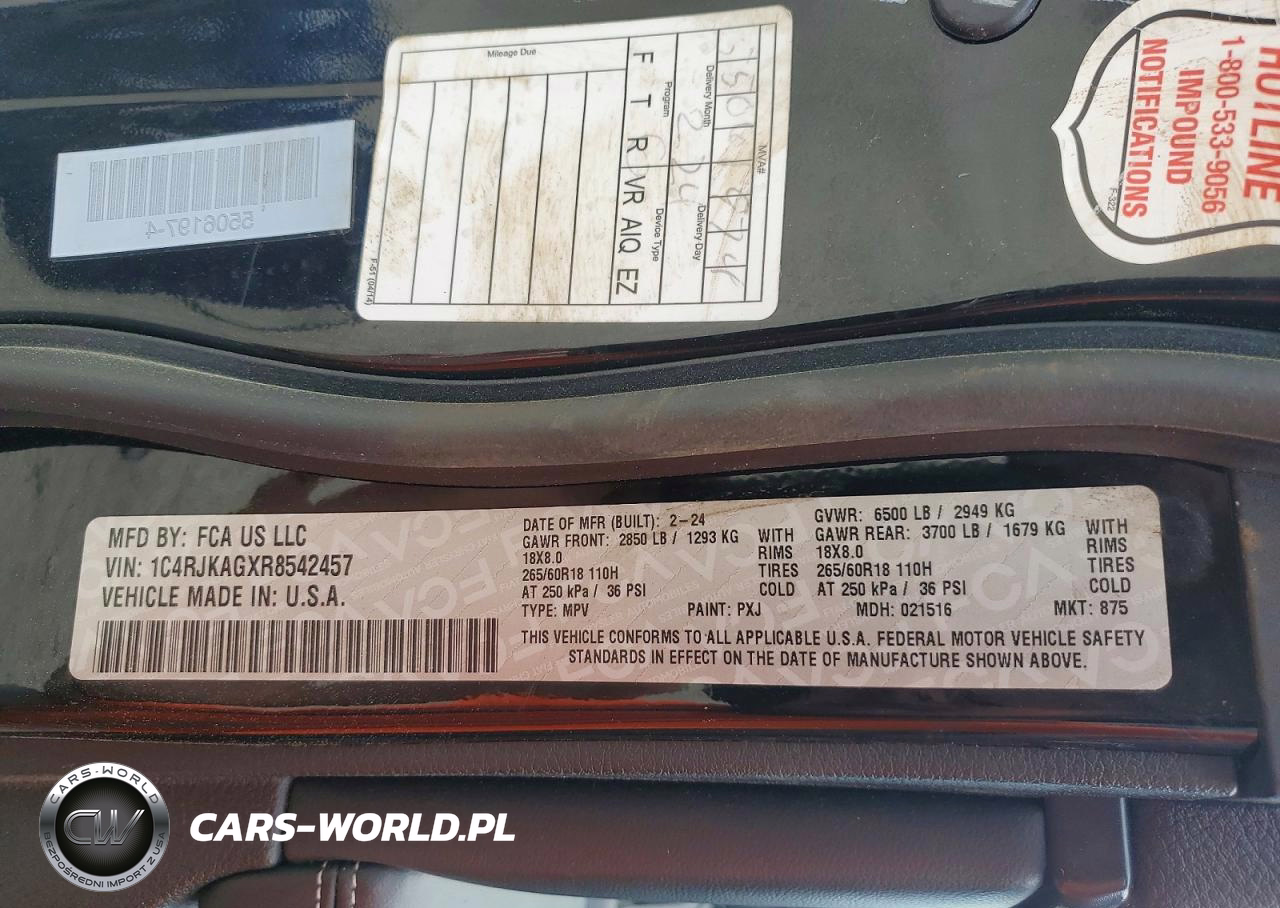 Mileage Due
F T R VR AIQ EZ
Program
Device Type
Delivery Month
Delivery Day
MVA#
F-51 (04/14)
5506197-4
HOTLINE
1-800-533-9056
IMPOUND
NOTIFICATIONS
F-322
MFD BY: FCA US LLC
VIN: 1C4RJKAGXR8542457
VEHICLE MADE IN: U.S.A.
DATE OF MFR (BUILT): 2-24
GAWR FRONT: 2850 LB / 1293 KG WITH
18X8.0 RIMS
265/60R18 110H TIRES
AT 250 kPa / 36 PSI COLD
GVWR: 6500 LB / 2949 KG
GAWR REAR: 3700 LB / 1679 KG WITH
18X8.0 RIMS
265/60R18 110H TIRES
AT 250 kPa / 36 PSI COLD
TYPE: MPV PAINT: PXJ MDH: 021516 MKT: 875
THIS VEHICLE CONFORMS TO ALL APPLICABLE U.S.A. FEDERAL MOTOR VEHICLE SAFETY
STANDARDS IN EFFECT ON THE DATE OF MANUFACTURE SHOWN ABOVE.
CARS-WORLD
CW
BEZPOŚREDNI IMPORT Z USA
CARS-WORLD.PL